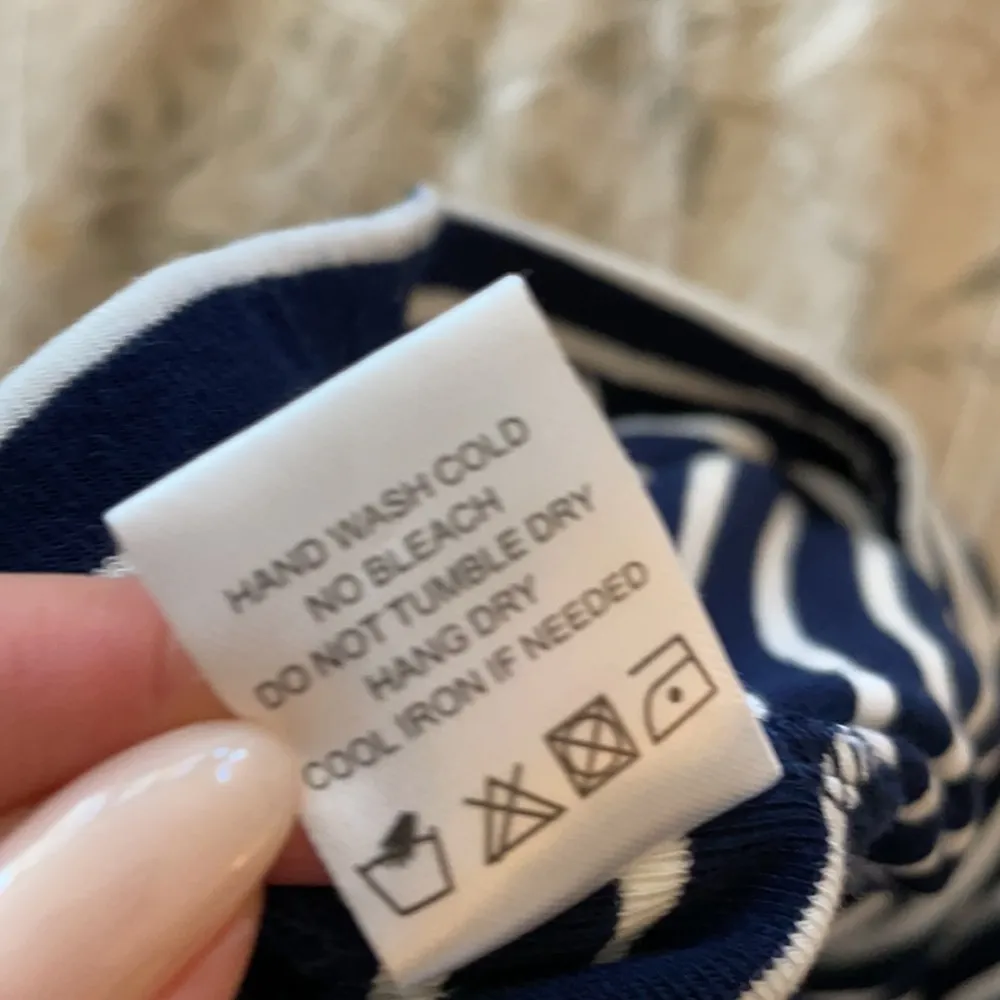 HAND WASH COLD
NO BLEACH
DO NOT TUMBLE DRY
HANG DRY
COOL IRON IF NEEDED